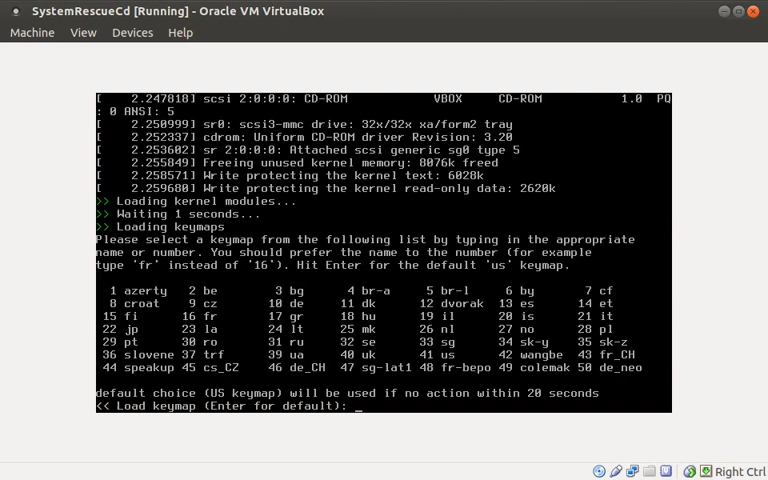 SystemRescueCd [Running] - Oracle VM VirtualBox
Machine View Devices Help
[    2.247818] scsi 2:0:0:0: CD-ROM            VBOX     CD-ROM           1.0  PQ
: 0 ANSI: 5
[    2.250999] sr0: scsi3-mmc drive: 32x/32x xa/form2 tray
[    2.252337] cdrom: Uniform CD-ROM driver Revision: 3.20
[    2.253602] sr 2:0:0:0: Attached scsi generic sg0 type 5
[    2.255849] Freeing unused kernel memory: 8076k freed
[    2.258571] Write protecting the kernel text: 6028k
[    2.259680] Write protecting the kernel read-only data: 2620k
>> Loading kernel modules...
>> Waiting 1 seconds...
>> Loading keymaps
Please select a keymap from the following list by typing in the appropriate
name or number. You should prefer the name to the number (for example
type 'fr' instead of '16'). Hit Enter for the default 'us' keymap.
1 azerty 2 be 3 bg 4 br-a 5 br-l 6 by 7 cf
8 croat 9 cz 10 de 11 dk 12 dvorak 13 es 14 et
15 fi 16 fr 17 gr 18 hu 19 il 20 is 21 it
22 jp 23 la 24 lt 25 mk 26 nl 27 no 28 pl
29 pt 30 ro 31 ru 32 se 33 sg 34 sk-y 35 sk-z
36 slovene 37 trf 39 ua 40 uk 41 us 42 wangbe 43 fr_CH
44 speakup 45 cs_CZ 46 de_CH 47 sg-lat1 48 fr-bepo 49 colemak 50 de_neo
default choice (US keymap) will be used if no action within 20 seconds
<< Load keymap (Enter for default): _
Right Ctrl